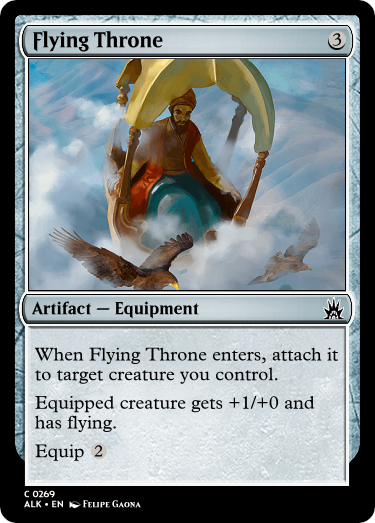 Flying Throne 3
Artifact — Equipment
When Flying Throne enters, attach it
to target creature you control.
Equipped creature gets +1/+0 and
has flying.
Equip 2
C 0269
ALK • EN Felipe Gaona